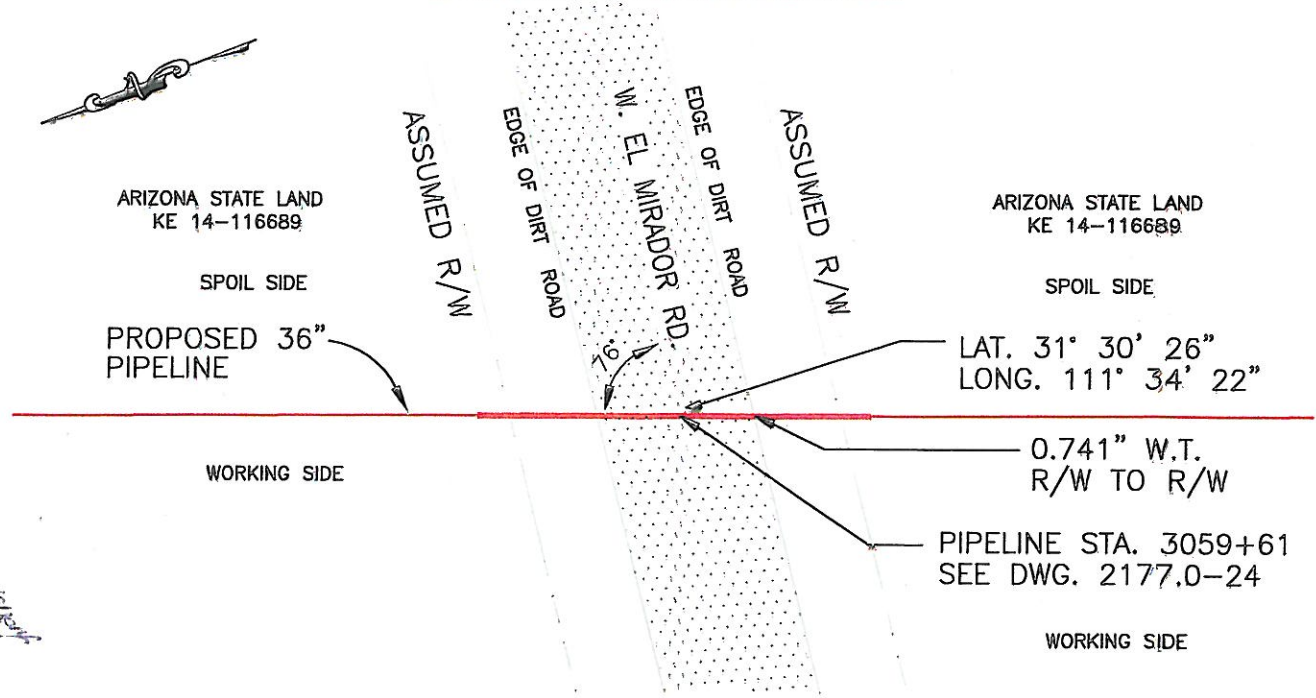 ARIZONA STATE LAND
KE 14-116689
SPOIL SIDE
PROPOSED 36"
PIPELINE
WORKING SIDE
ASSUMED R/W
EDGE OF DIRT ROAD
W. EL MIRADOR RD.
76°
EDGE OF DIRT ROAD
ASSUMED R/W
ARIZONA STATE LAND
KE 14-116689
SPOIL SIDE
LAT. 31° 30' 26"
LONG. 111° 34' 22"
0.741" W.T.
R/W TO R/W
PIPELINE STA. 3059+61
SEE DWG. 2177.0-24
WORKING SIDE